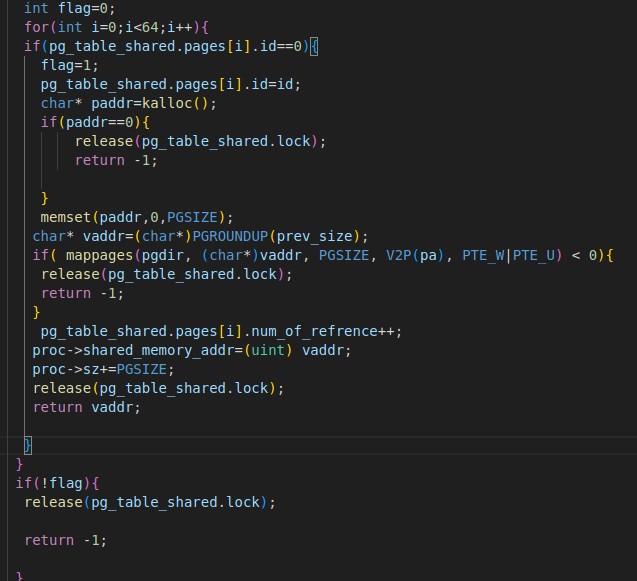 int flag=0;
for(int i=0;i<64;i++){
if(pg_table_shared.pages[i].id==0){
flag=1;
pg_table_shared.pages[i].id=id;
char* paddr=kalloc();
if(paddr==0){
release(pg_table_shared.lock);
return -1;
}
memset(paddr,0,PGSIZE);
char* vaddr=(char*)PGROUNDUP(prev_size);
if( mappages(pgdir, (char*)vaddr, PGSIZE, V2P(pa), PTE_W|PTE_U) < 0){
release(pg_table_shared.lock);
return -1;
}
pg_table_shared.pages[i].num_of_refrence++;
proc->shared_memory_addr=(uint) vaddr;
proc->sz+=PGSIZE;
release(pg_table_shared.lock);
return vaddr;
}
}
if(!flag){
release(pg_table_shared.lock);
return -1;
}